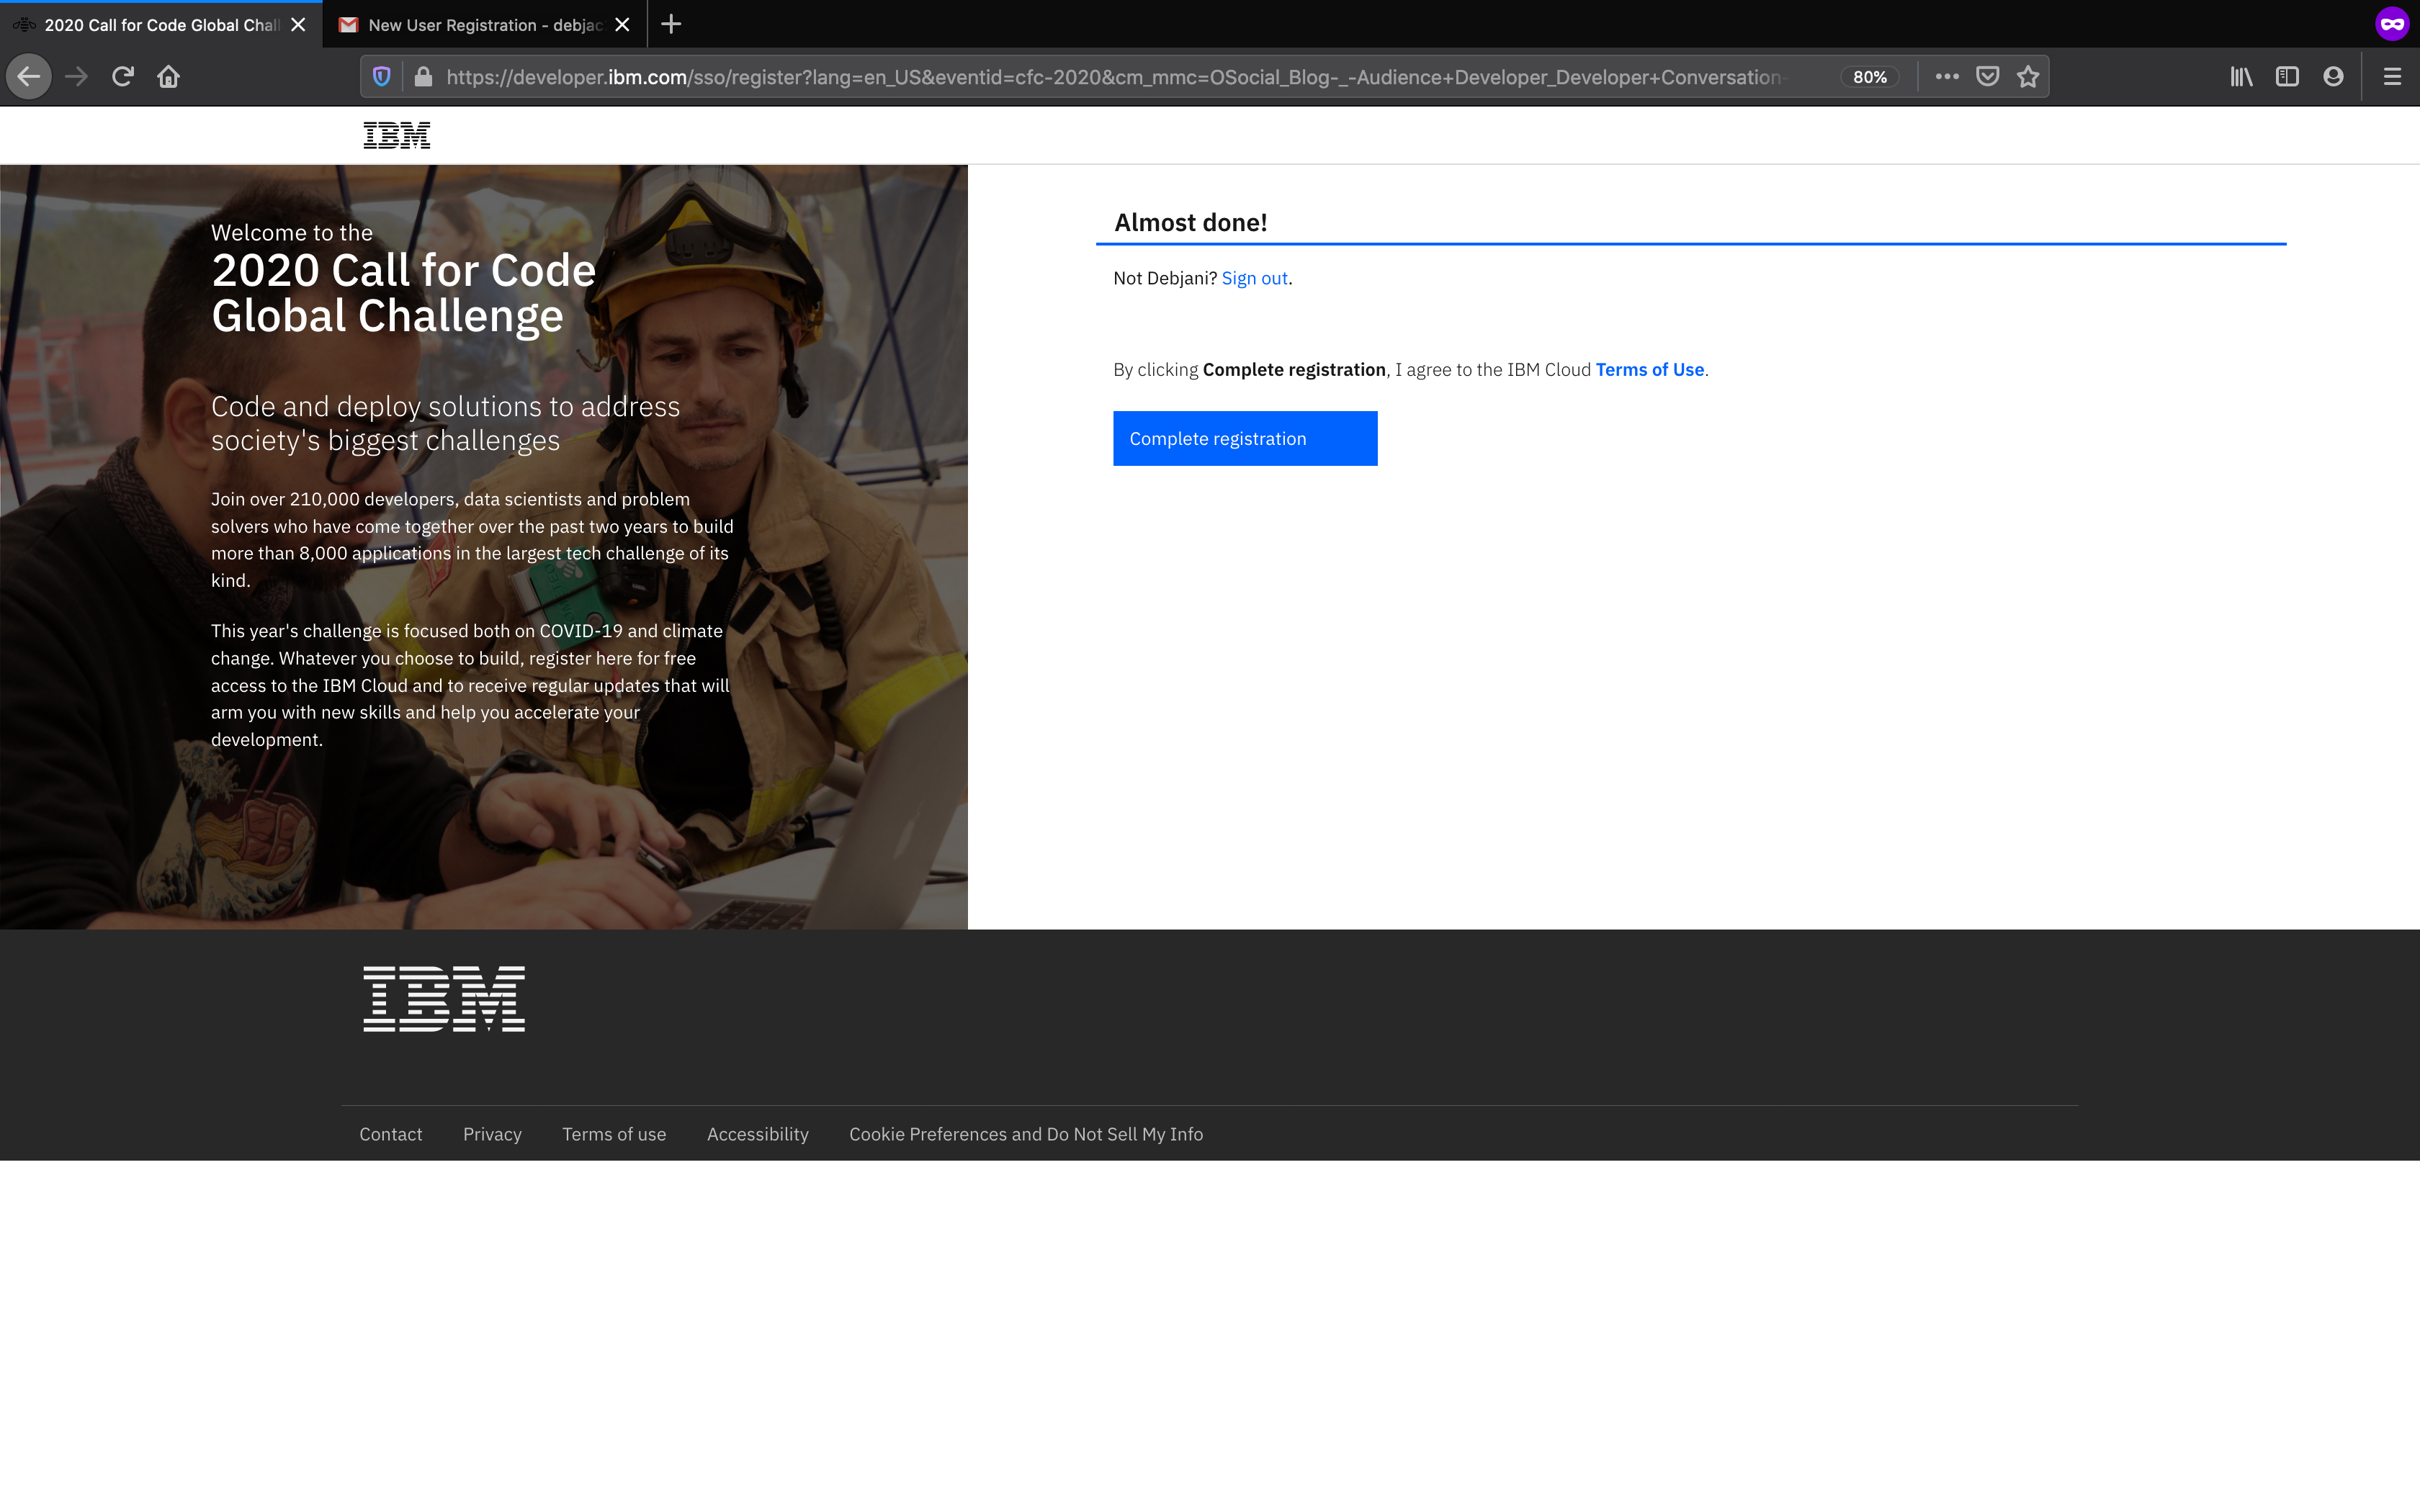 2020 Call for Code Global Chall
New User Registration - debjac
https://developer.ibm.com/sso/register?lang=en_US&eventid=cfc-2020&cm_mmc=OSocial_Blog-_-Audience+Developer_Developer+Conversation-
80%
IBM
Welcome to the
2020 Call for Code
Global Challenge
Code and deploy solutions to address
society's biggest challenges
Join over 210,000 developers, data scientists and problem
solvers who have come together over the past two years to build
more than 8,000 applications in the largest tech challenge of its
kind.
This year's challenge is focused both on COVID-19 and climate
change. Whatever you choose to build, register here for free
access to the IBM Cloud and to receive regular updates that will
arm you with new skills and help you accelerate your
development.
Almost done!
Not Debjani? Sign out.
By clicking Complete registration, I agree to the IBM Cloud Terms of Use.
Complete registration
IBM
Contact Privacy Terms of use Accessibility Cookie Preferences and Do Not Sell My Info